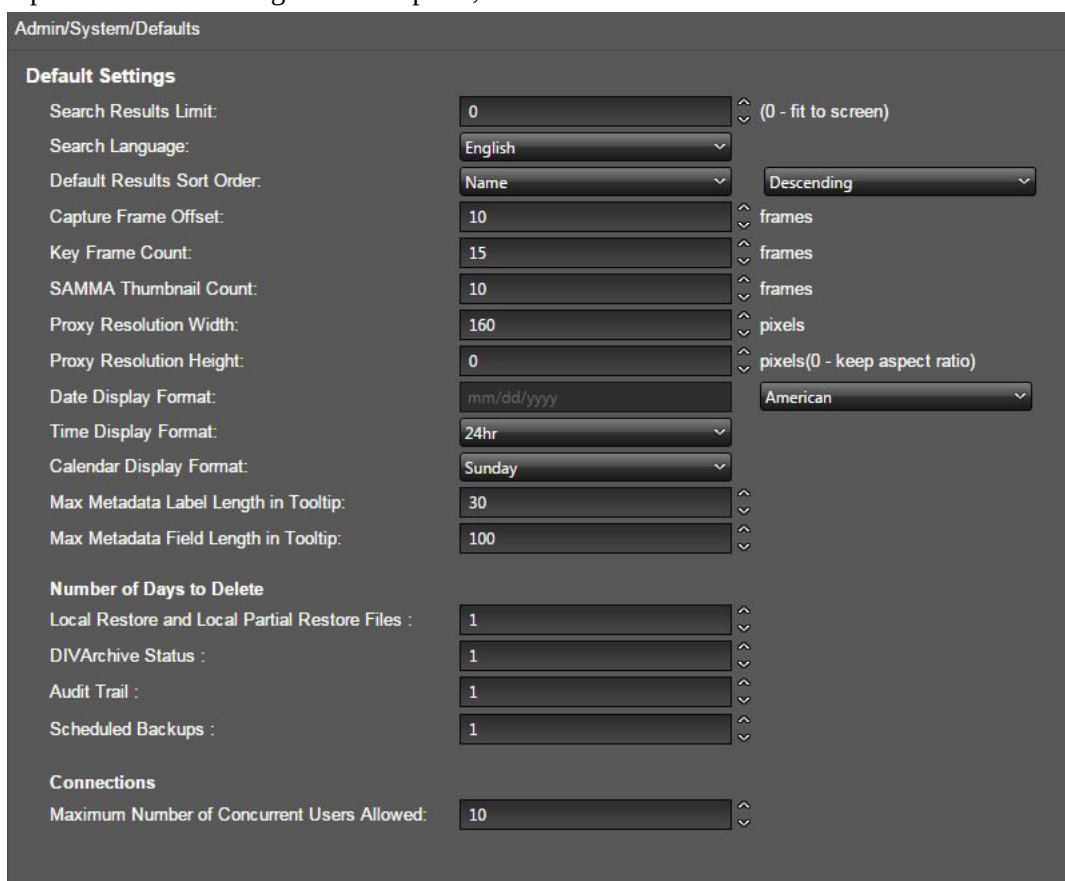 Admin/System/Defaults
Default Settings
Search Results Limit: 0 (0 - fit to screen)
Search Language: English
Default Results Sort Order: Name Descending
Capture Frame Offset: 10 frames
Key Frame Count: 15 frames
SAMMA Thumbnail Count: 10 frames
Proxy Resolution Width: 160 pixels
Proxy Resolution Height: 0 pixels(0 - keep aspect ratio)
Date Display Format: mm/dd/yyyy American
Time Display Format: 24hr
Calendar Display Format: Sunday
Max Metadata Label Length in Tooltip: 30
Max Metadata Field Length in Tooltip: 100
Number of Days to Delete
Local Restore and Local Partial Restore Files : 1
DIVArchive Status : 1
Audit Trail : 1
Scheduled Backups : 1
Connections
Maximum Number of Concurrent Users Allowed: 10